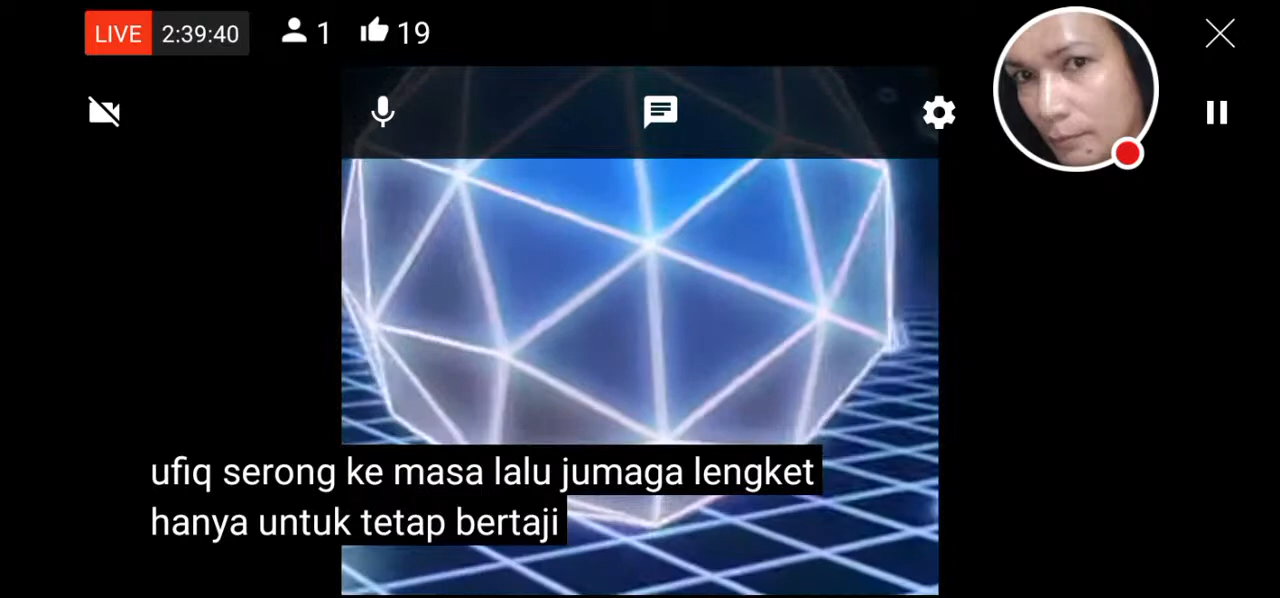 LIVE 2:39:40 1 19
ufiq serong ke masa lalu jumaga lengket
hanya untuk tetap bertaji